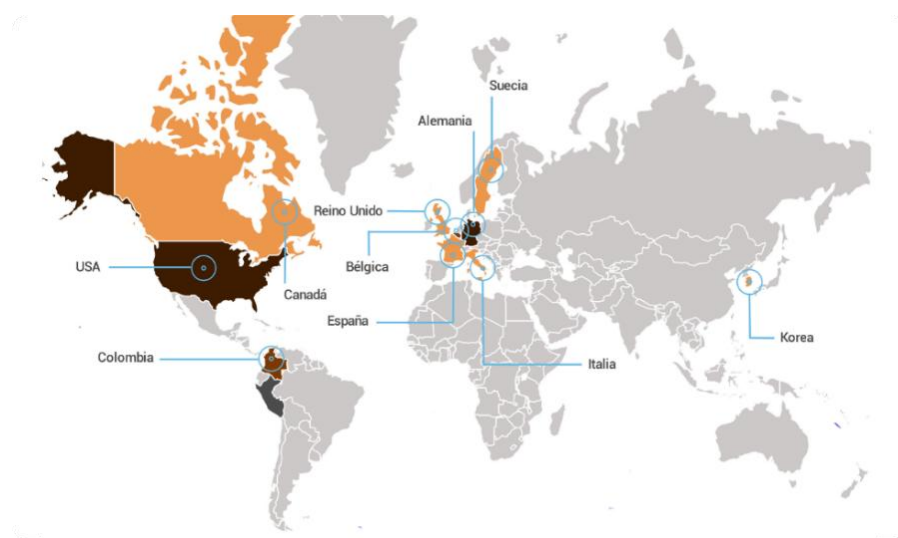 Suecia
Alemania
Reino Unido
USA
Bélgica
Canadá
España
Korea
Colombia
Italia